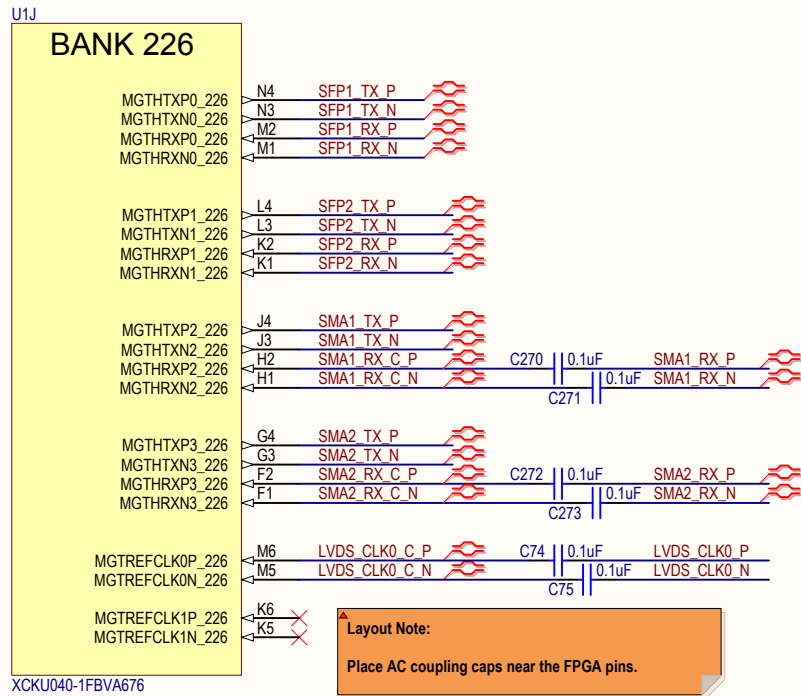 U1J
BANK 226
MGTHTXP0_226 N4 SFP1_TX_P
MGTHTXN0_226 N3 SFP1_TX_N
MGTHRXP0_226 M2 SFP1_RX_P
MGTHRXN0_226 M1 SFP1_RX_N
MGTHTXP1_226 L4 SFP2_TX_P
MGTHTXN1_226 L3 SFP2_TX_N
MGTHRXP1_226 K2 SFP2_RX_P
MGTHRXN1_226 K1 SFP2_RX_N
MGTHTXP2_226 J4 SMA1_TX_P
MGTHTXN2_226 J3 SMA1_TX_N
MGTHRXP2_226 H2 SMA1_RX_C_P C270 0.1uF SMA1_RX_P
MGTHRXN2_226 H1 SMA1_RX_C_N C271 0.1uF SMA1_RX_N
MGTHTXP3_226 G4 SMA2_TX_P
MGTHTXN3_226 G3 SMA2_TX_N
MGTHRXP3_226 F2 SMA2_RX_C_P C272 0.1uF SMA2_RX_P
MGTHRXN3_226 F1 SMA2_RX_C_N C273 0.1uF SMA2_RX_N
MGTREFCLK0P_226 M6 LVDS_CLK0_C_P C74 0.1uF LVDS_CLK0_P
MGTREFCLK0N_226 M5 LVDS_CLK0_C_N C75 0.1uF LVDS_CLK0_N
MGTREFCLK1P_226 K6
MGTREFCLK1N_226 K5
Layout Note:
Place AC coupling caps near the FPGA pins.
XCKU040-1FBVA676